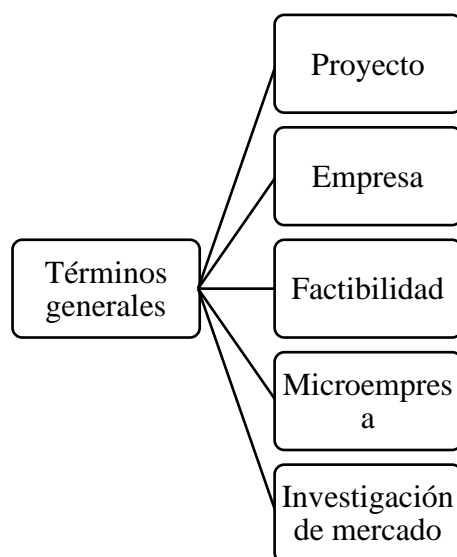 Términos
generales
Proyecto
Empresa
Factibilidad
Microempres
a
Investigación
de mercado